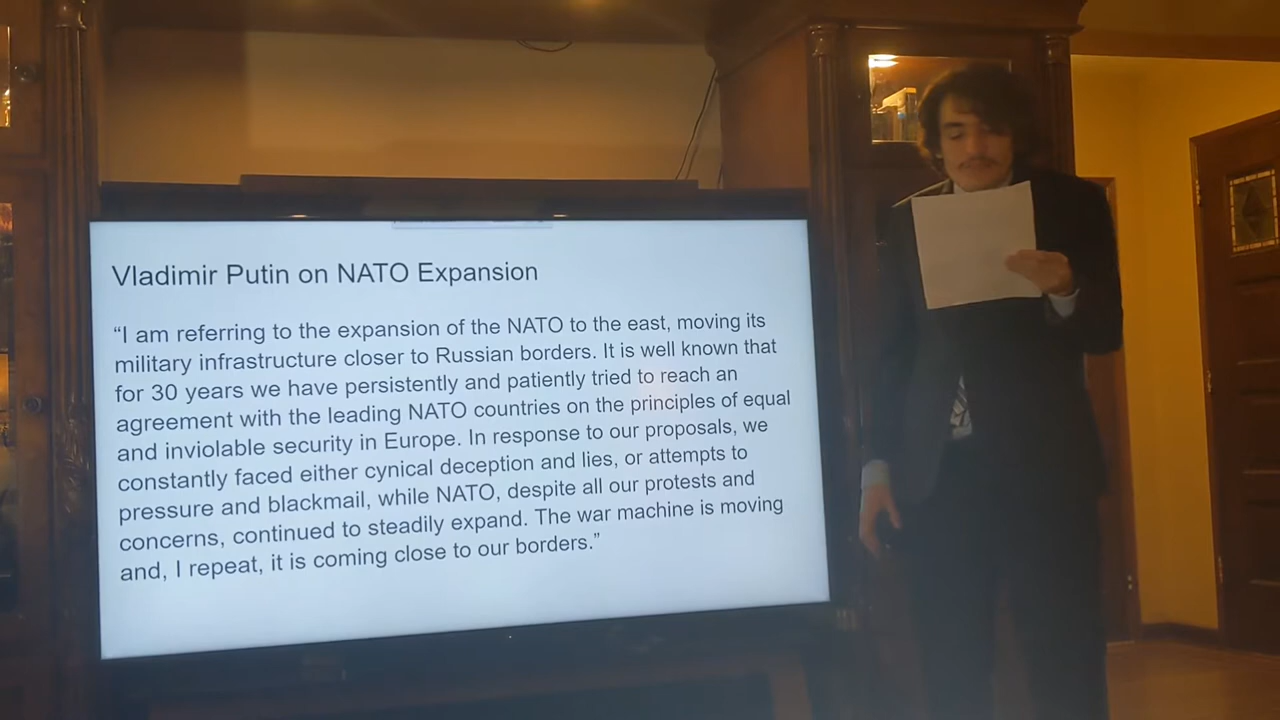 Vladimir Putin on NATO Expansion
“I am referring to the expansion of the NATO to the east, moving its
military infrastructure closer to Russian borders. It is well known that
for 30 years we have persistently and patiently tried to reach an
agreement with the leading NATO countries on the principles of equal
and inviolable security in Europe. In response to our proposals, we
constantly faced either cynical deception and lies, or attempts to
pressure and blackmail, while NATO, despite all our protests and
concerns, continued to steadily expand. The war machine is moving
and, I repeat, it is coming close to our borders.”